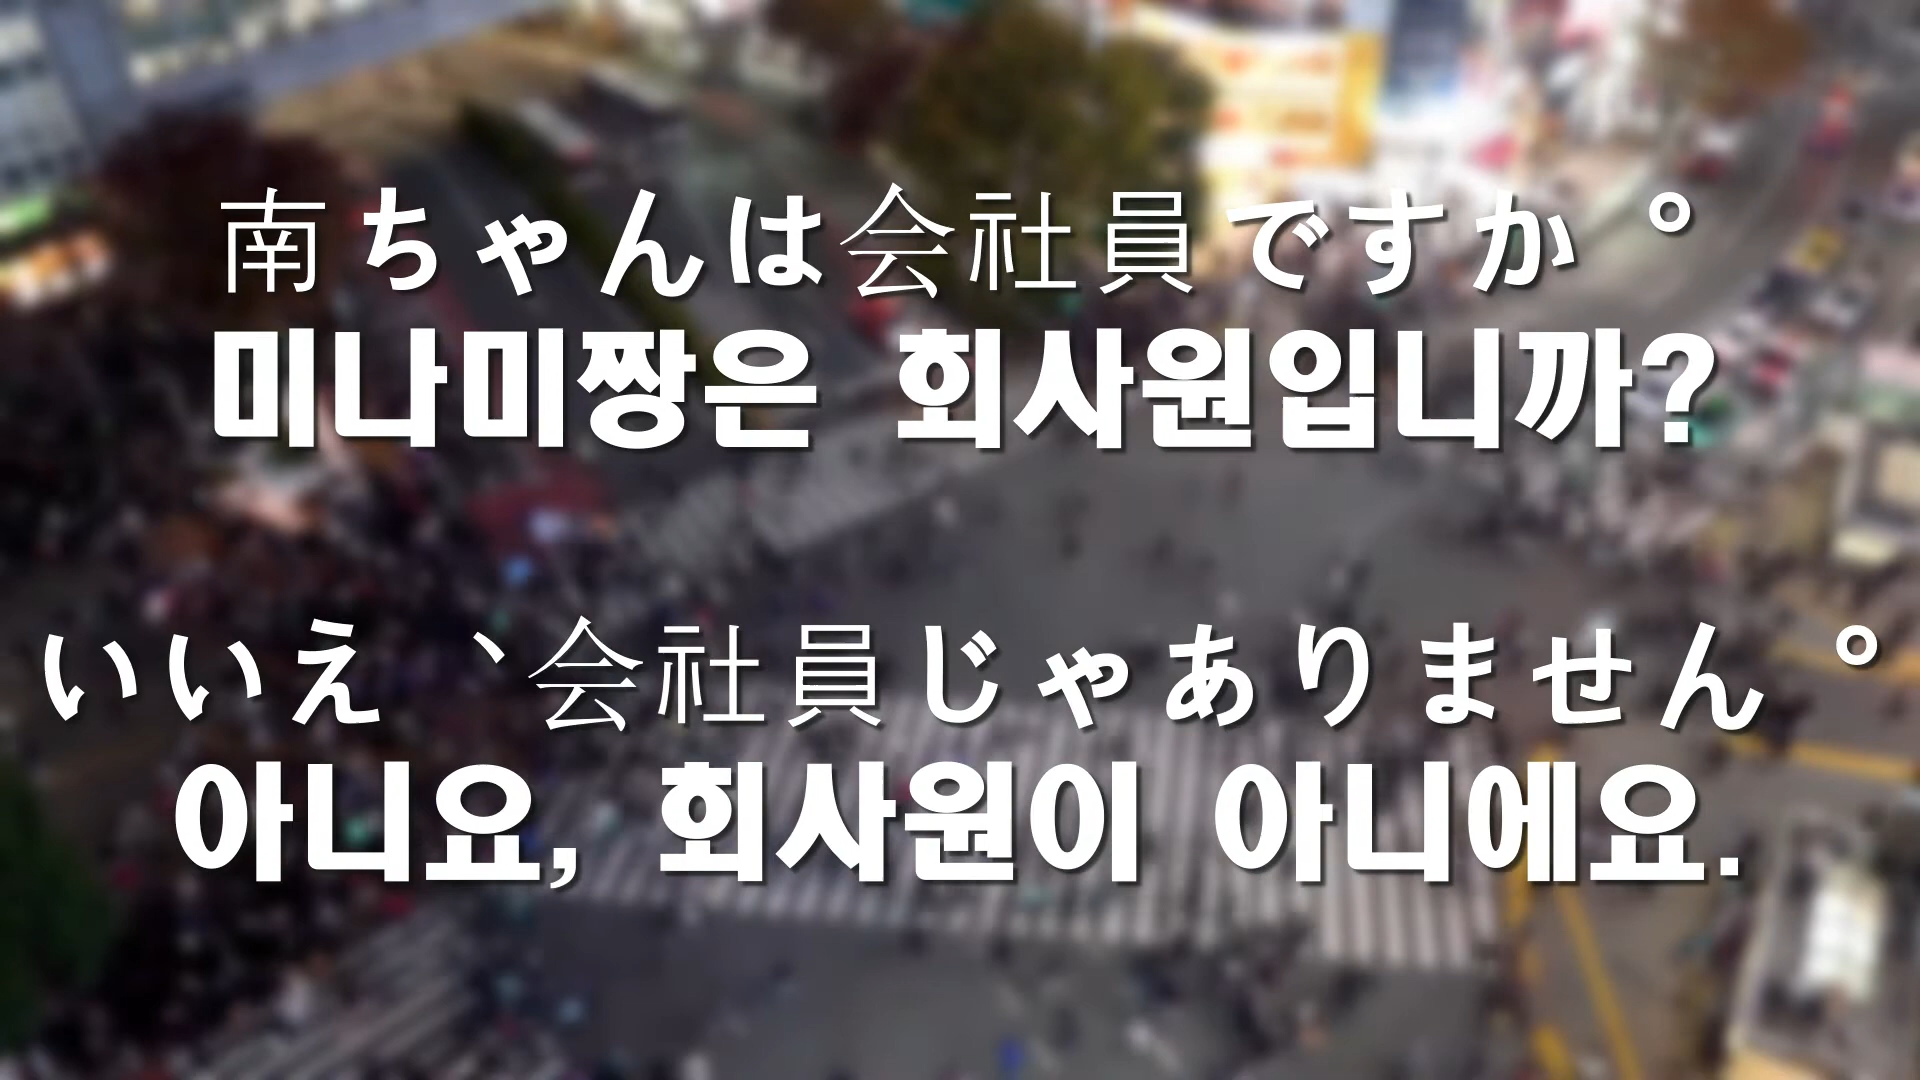 南ちゃんは会社員ですか。
미나미짱은 회사원입니까?
いいえ、会社員じゃありません。
아니요, 회사원이 아니에요.